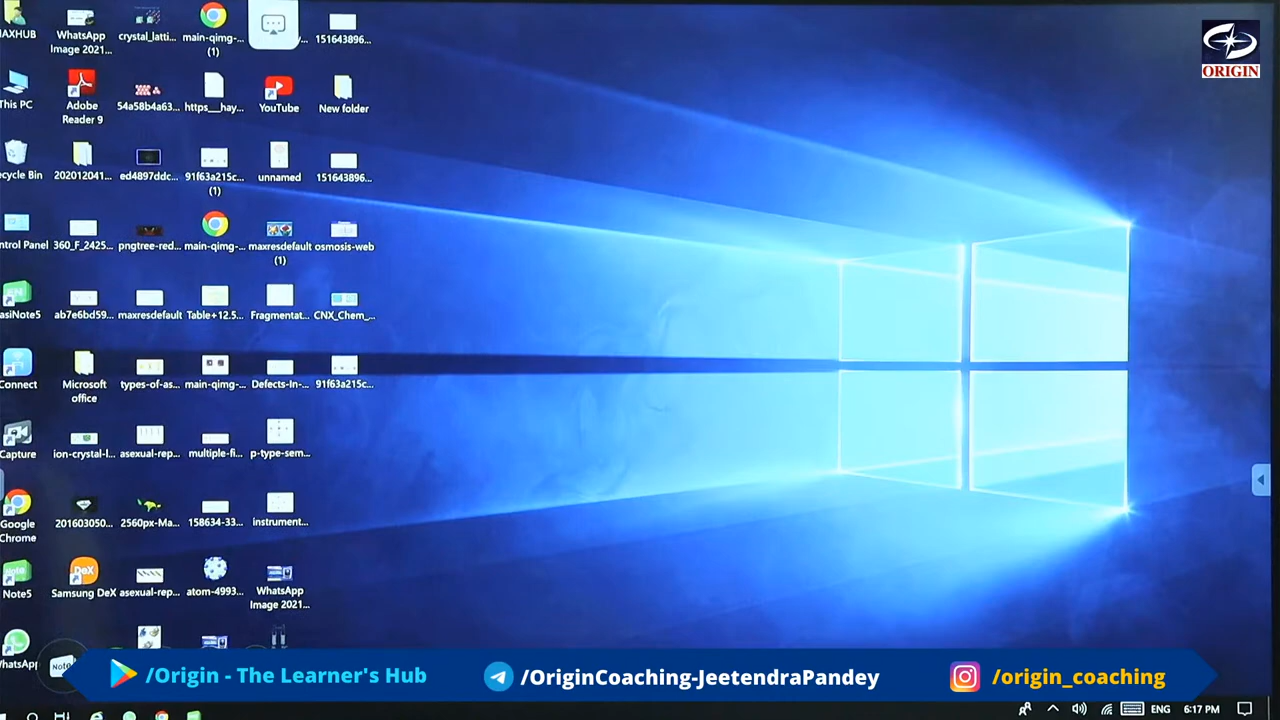 ORIGIN
MAXHUB
WhatsApp
Image 2021...
crystal_latti...
main-qimg-...
(1)
151643896...
This PC
Adobe
Reader 9
54a58b4a63...
https__hay...
YouTube
New folder
ecycle Bin
202012041...
ed4897ddc...
91f63a215c...
(1)
unnamed
151643896...
ntrol Panel
360_F_2425...
pngtree-red...
main-qimg-...
maxresdefault
(1)
osmosis-web
asiNote5
ab7e6bd59...
maxresdefault
Table+12.5...
Fragmentat...
CNX_Chem_...
Connect
Microsoft
office
types-of-as...
main-qimg-...
Defects-In-...
91f63a215c...
Capture
ion-crystal-l...
asexual-rep...
multiple-fi...
p-type-sem...
Google
Chrome
201603050...
2560px-Ma...
158634-33...
instrument...
Note5
Samsung DeX
asexual-rep...
atom-4993...
WhatsApp
Image 2021...
WhatsApp
Note
/Origin - The Learner's Hub
/OriginCoaching-JeetendraPandey
/origin_coaching
ENG
6:17 PM